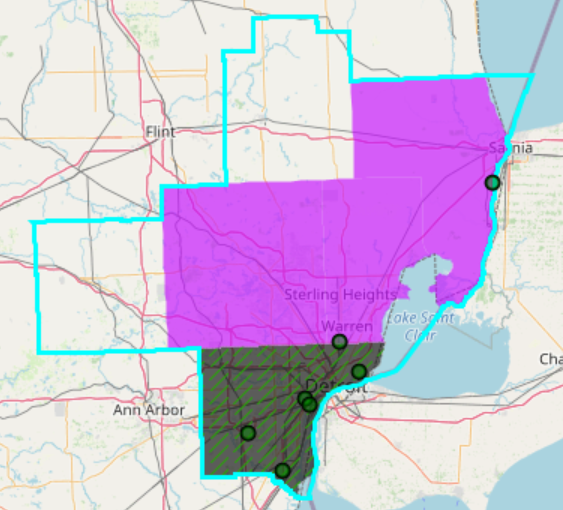 Flint
Sarnia
Sterling Heights
Warren
Lake Saint
Clair
Detroit
Cha
Ann Arbor